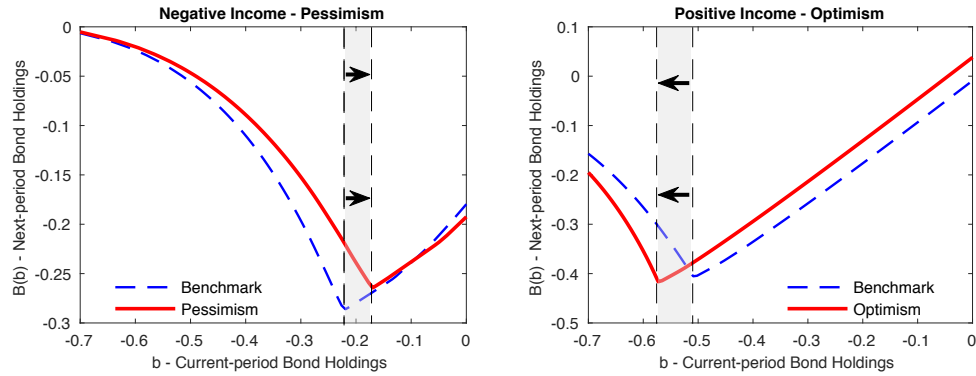 Negative Income - Pessimism
0
-0.05
-0.1
-0.15
-0.2
-0.25
-0.3
B(b) - Next-period Bond Holdings
Benchmark
Pessimism
-0.7 -0.6 -0.5 -0.4 -0.3 -0.2 -0.1 -0.0
b - Current-period Bond Holdings
Positive Income - Optimism
0.1
0
-0.1
-0.2
-0.3
-0.4
-0.5
B(b) - Next-period Bond Holdings
Benchmark
Optimism
-0.7 -0.6 -0.5 -0.4 -0.3 -0.2 -0.1 0
b - Current-period Bond Holdings